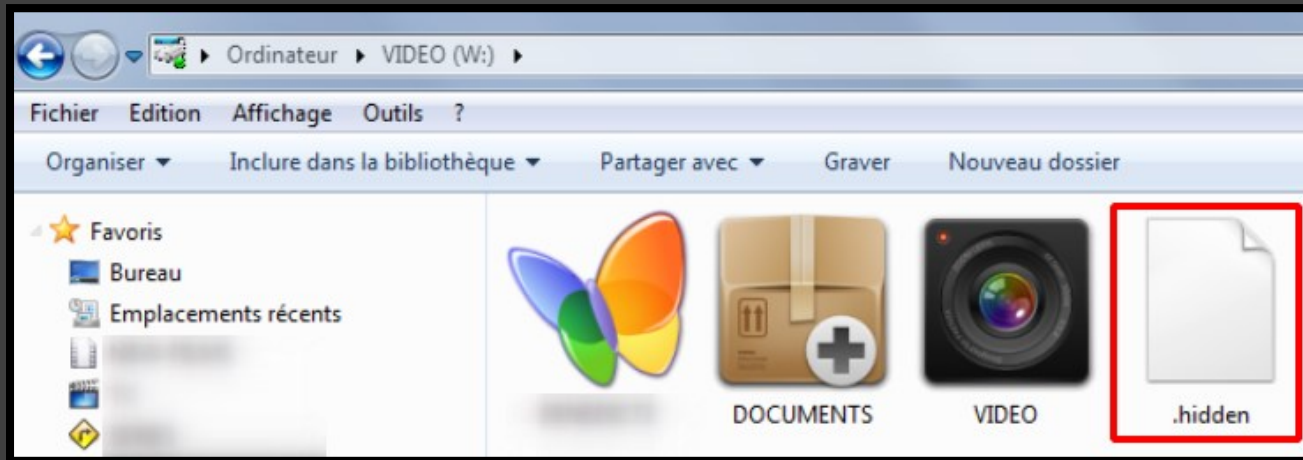 Ordinateur VIDEO (W:)
Fichier Edition Affichage Outils ?
Organiser Inclure dans la bibliothèque Partager avec Graver Nouveau dossier
Favoris
Bureau
Emplacements récents
DOCUMENTS VIDEO .hidden